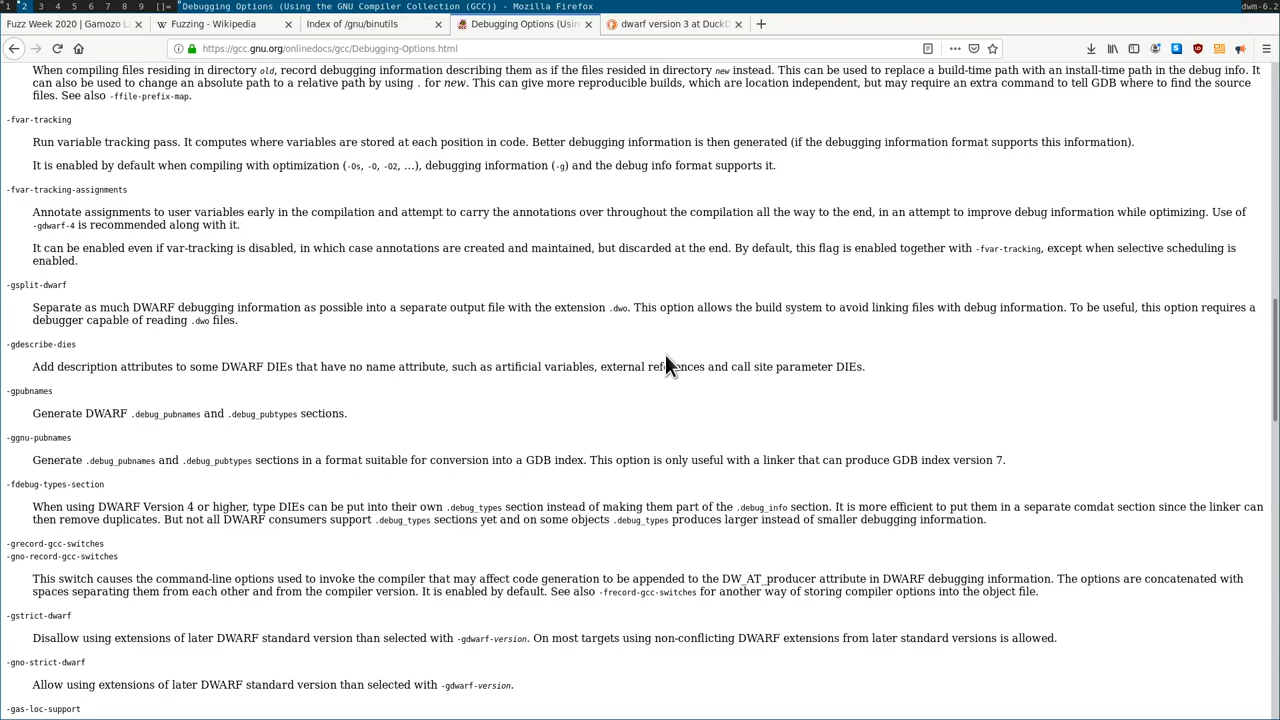 1 2 3 4 5 6 7 8 9 []= "Debugging Options (Using the GNU Compiler Collection (GCC)) - Mozilla Firefox dwm-6.2
Fuzz Week 2020 | Gamozo L Fuzzing - Wikipedia Index of /gnu/binutils Debugging Options (Usin dwarf version 3 at DuckD
https://gcc.gnu.org/onlinedocs/gcc/Debugging-Options.html
When compiling files residing in directory old, record debugging information describing them as if the files resided in directory new instead. This can be used to replace a build-time path with an install-time path in the debug info. It
can also be used to change an absolute path to a relative path by using . for new. This can give more reproducible builds, which are location independent, but may require an extra command to tell GDB where to find the source
files. See also -ffile-prefix-map.
-fvar-tracking
Run variable tracking pass. It computes where variables are stored at each position in code. Better debugging information is then generated (if the debugging information format supports this information).
It is enabled by default when compiling with optimization (-Os, -O, -O2, ...), debugging information (-g) and the debug info format supports it.
-fvar-tracking-assignments
Annotate assignments to user variables early in the compilation and attempt to carry the annotations over throughout the compilation all the way to the end, in an attempt to improve debug information while optimizing. Use of
-gdwarf-4 is recommended along with it.
It can be enabled even if var-tracking is disabled, in which case annotations are created and maintained, but discarded at the end. By default, this flag is enabled together with -fvar-tracking, except when selective scheduling is
enabled.
-gsplit-dwarf
Separate as much DWARF debugging information as possible into a separate output file with the extension .dwo. This option allows the build system to avoid linking files with debug information. To be useful, this option requires a
debugger capable of reading .dwo files.
-gdescribe-dies
Add description attributes to some DWARF DIEs that have no name attribute, such as artificial variables, external references and call site parameter DIEs.
-gpubnames
Generate DWARF .debug_pubnames and .debug_pubtypes sections.
-ggnu-pubnames
Generate .debug_pubnames and .debug_pubtypes sections in a format suitable for conversion into a GDB index. This option is only useful with a linker that can produce GDB index version 7.
-fdebug-types-section
When using DWARF Version 4 or higher, type DIEs can be put into their own .debug_types section instead of making them part of the .debug_info section. It is more efficient to put them in a separate comdat section since the linker can
then remove duplicates. But not all DWARF consumers support .debug_types sections yet and on some objects .debug_types produces larger instead of smaller debugging information.
-grecord-gcc-switches
-gno-record-gcc-switches
This switch causes the command-line options used to invoke the compiler that may affect code generation to be appended to the DW_AT_producer attribute in DWARF debugging information. The options are concatenated with
spaces separating them from each other and from the compiler version. It is enabled by default. See also -frecord-gcc-switches for another way of storing compiler options into the object file.
-gstrict-dwarf
Disallow using extensions of later DWARF standard version than selected with -gdwarf-version. On most targets using non-conflicting DWARF extensions from later standard versions is allowed.
-gno-strict-dwarf
Allow using extensions of later DWARF standard version than selected with -gdwarf-version.
-gas-loc-support